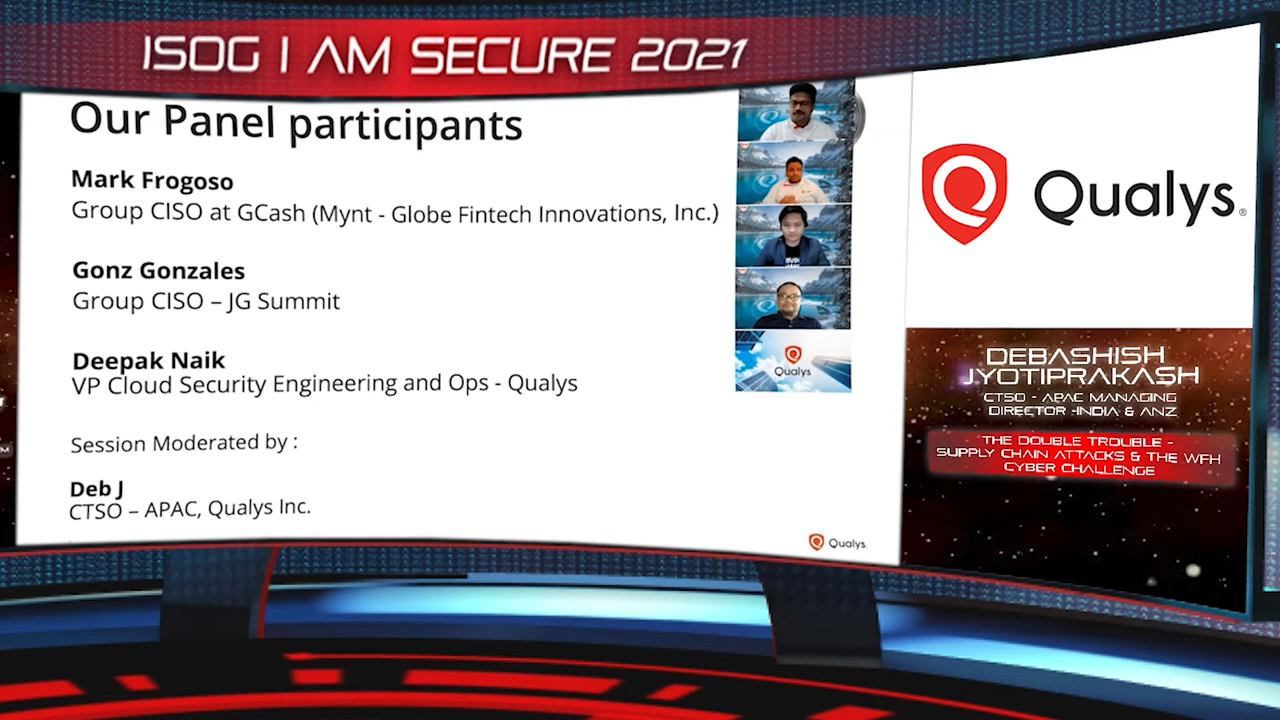 ISOG I AM SECURE 2021
Our Panel participants
Mark Frogoso
Group CISO at GCash (Mynt - Globe Fintech Innovations, Inc.)
Gonz Gonzales
Group CISO – JG Summit
Deepak Naik
VP Cloud Security Engineering and Ops - Qualys
Session Moderated by :
Deb J
CTSO – APAC, Qualys Inc.
Qualys
Qualys.
Qualys.®
DEBASHISH
JYOTIPRAKASH
CTSO - APAC MANAGING
DIRECTOR -INDIA & ANZ
THE DOUBLE TROUBLE -
SUPPLY CHAIN ATTACKS & THE WFH
CYBER CHALLENGE